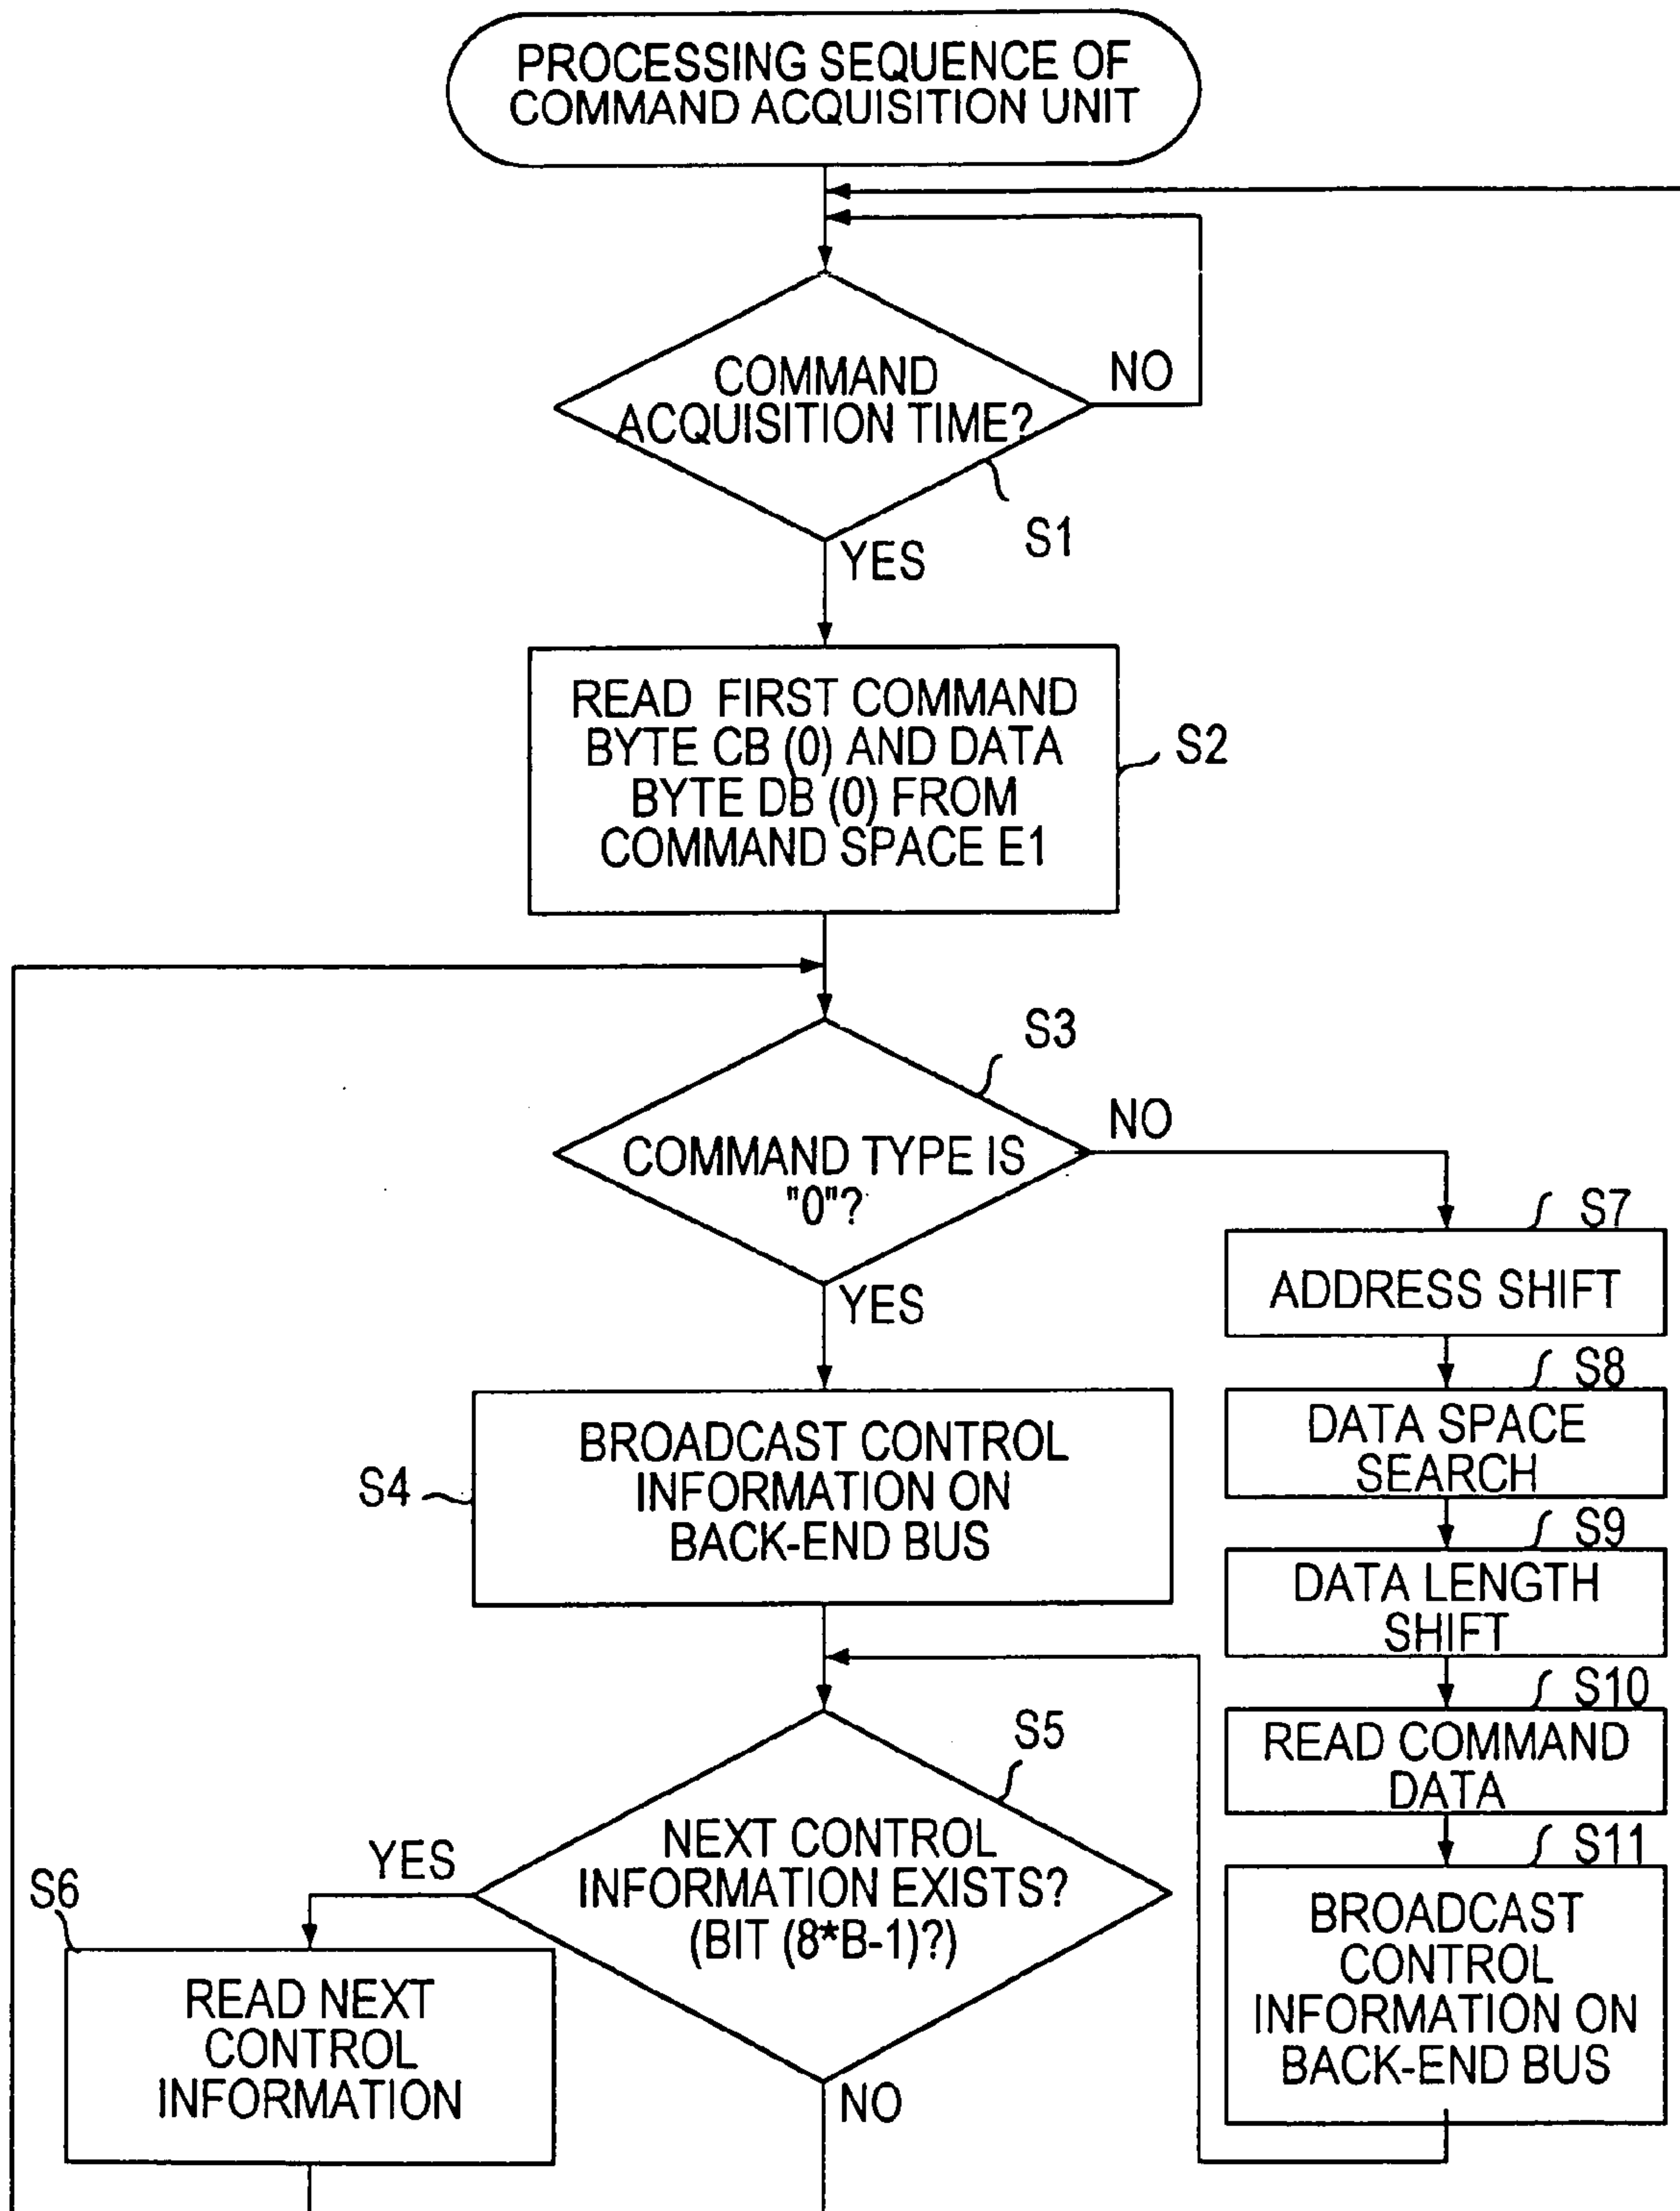 PROCESSING SEQUENCE OF
COMMAND ACQUISITION UNIT
COMMAND
ACQUISITION TIME?
NO
S1
YES
READ FIRST COMMAND
BYTE CB (0) AND DATA
BYTE DB (0) FROM
COMMAND SPACE E1
S2
S3
COMMAND TYPE IS
"0"?
NO
YES
S7
ADDRESS SHIFT
S8
DATA SPACE
SEARCH
S4
BROADCAST CONTROL
INFORMATION ON
BACK-END BUS
S9
DATA LENGTH
SHIFT
S10
READ COMMAND
DATA
S5
NEXT CONTROL
INFORMATION EXISTS?
(BIT (8*B-1)?)
YES
NO
S6
READ NEXT
CONTROL
INFORMATION
S11
BROADCAST
CONTROL
INFORMATION ON
BACK-END BUS